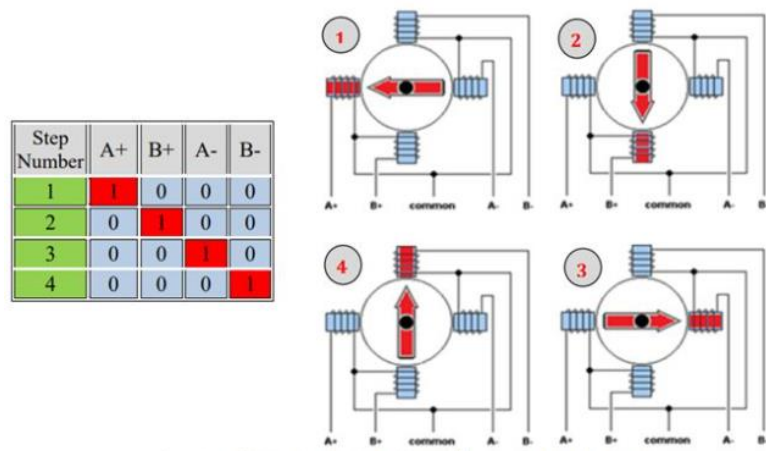 Step Number A+ B+ A- B-
1 1 0 0 0
2 0 1 0 0
3 0 0 1 0
4 0 0 0 1
1
A+ B+ common A- B-
2
A+ B+ common A- B
4
A+ B+ common A- B-
3
A+ B+ common A- B